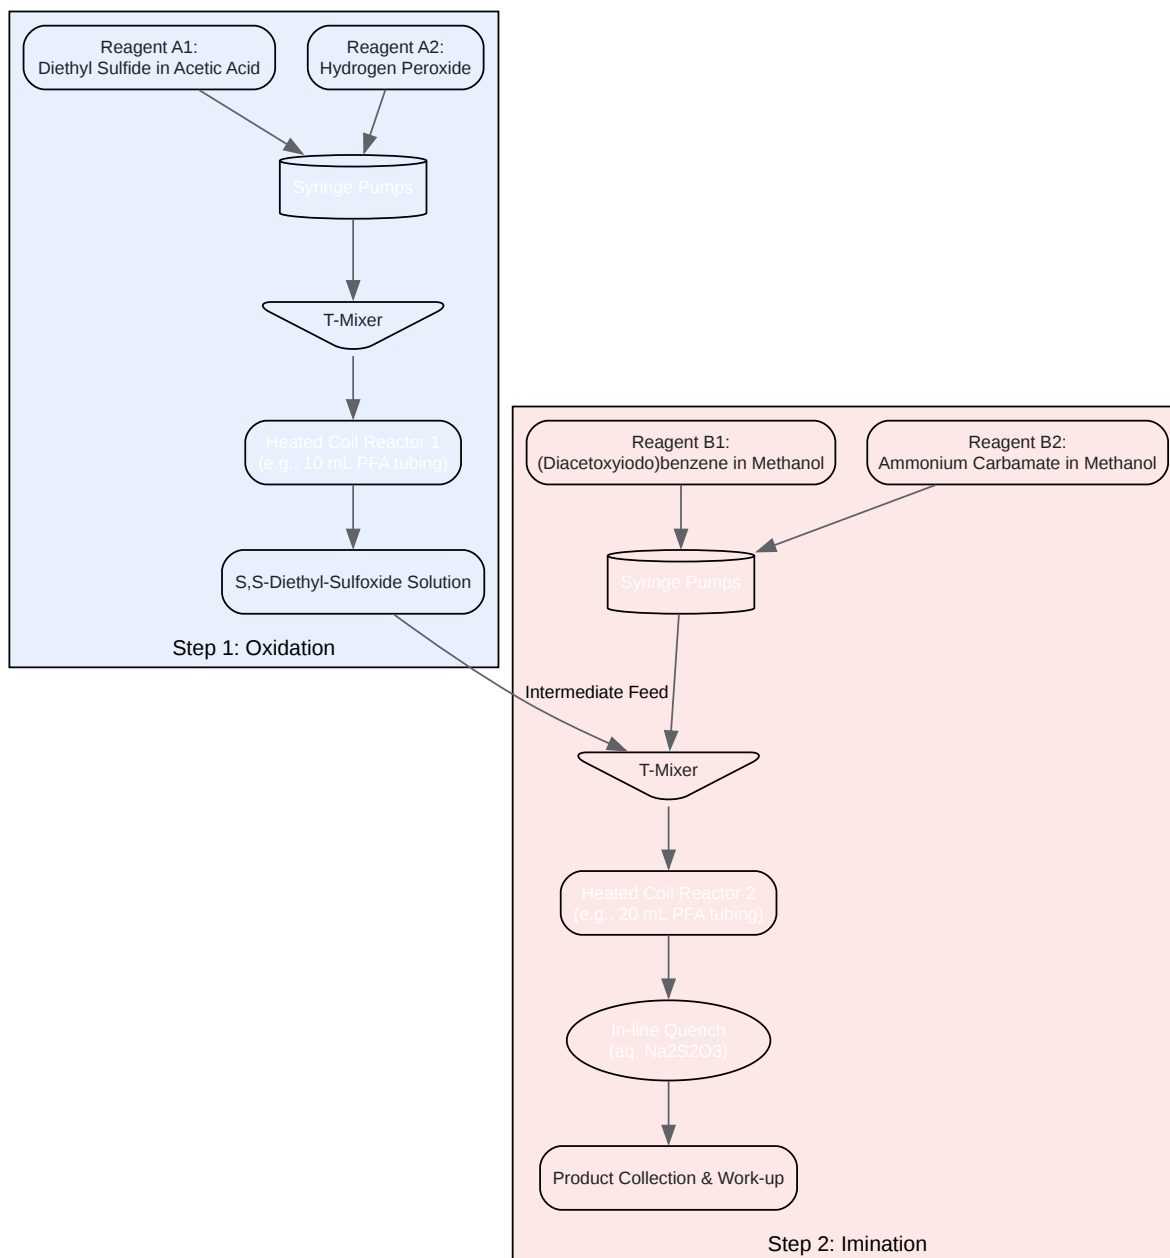 Reagent A1:
Diethyl Sulfide in Acetic Acid
Reagent A2:
Hydrogen Peroxide
Syringe Pumps
T-Mixer
Heated Coil Reactor 1
(e.g., 10 mL PFA tubing)
S,S-Diethyl-Sulfoxide Solution
Step 1: Oxidation
Reagent B1:
(Diacetoxyiodo)benzene in Methanol
Reagent B2:
Ammonium Carbamate in Methanol
Syringe Pumps
Intermediate Feed
T-Mixer
Heated Coil Reactor 2
(e.g., 20 mL PFA tubing)
In-line Quench
(aq. Na2S2O3)
Product Collection & Work-up
Step 2: Imination